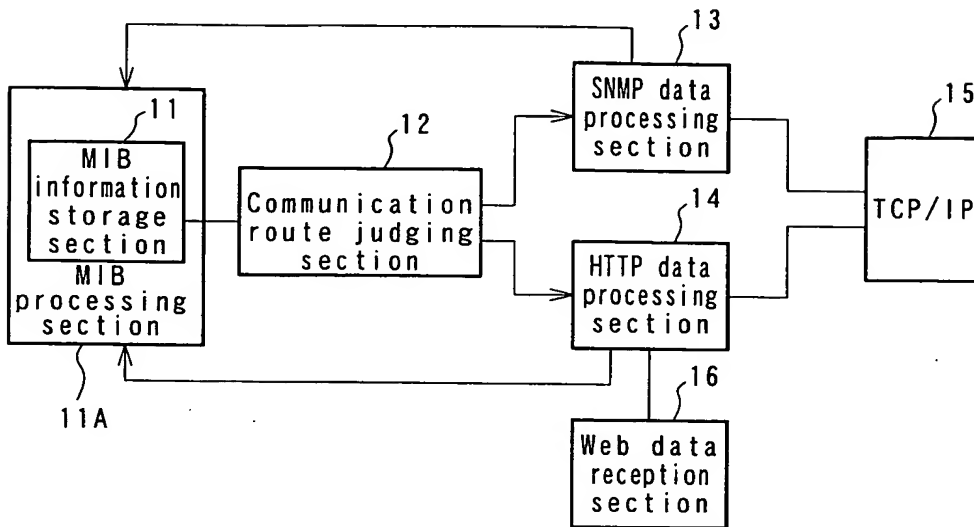 13
SNMP data
processing
section
15
TCP/IP
11
MIB
information
storage
section
MIB
processing
section
11A
12
Communication
route judging
section
14
HTTP data
processing
section
16
Web data
reception
section